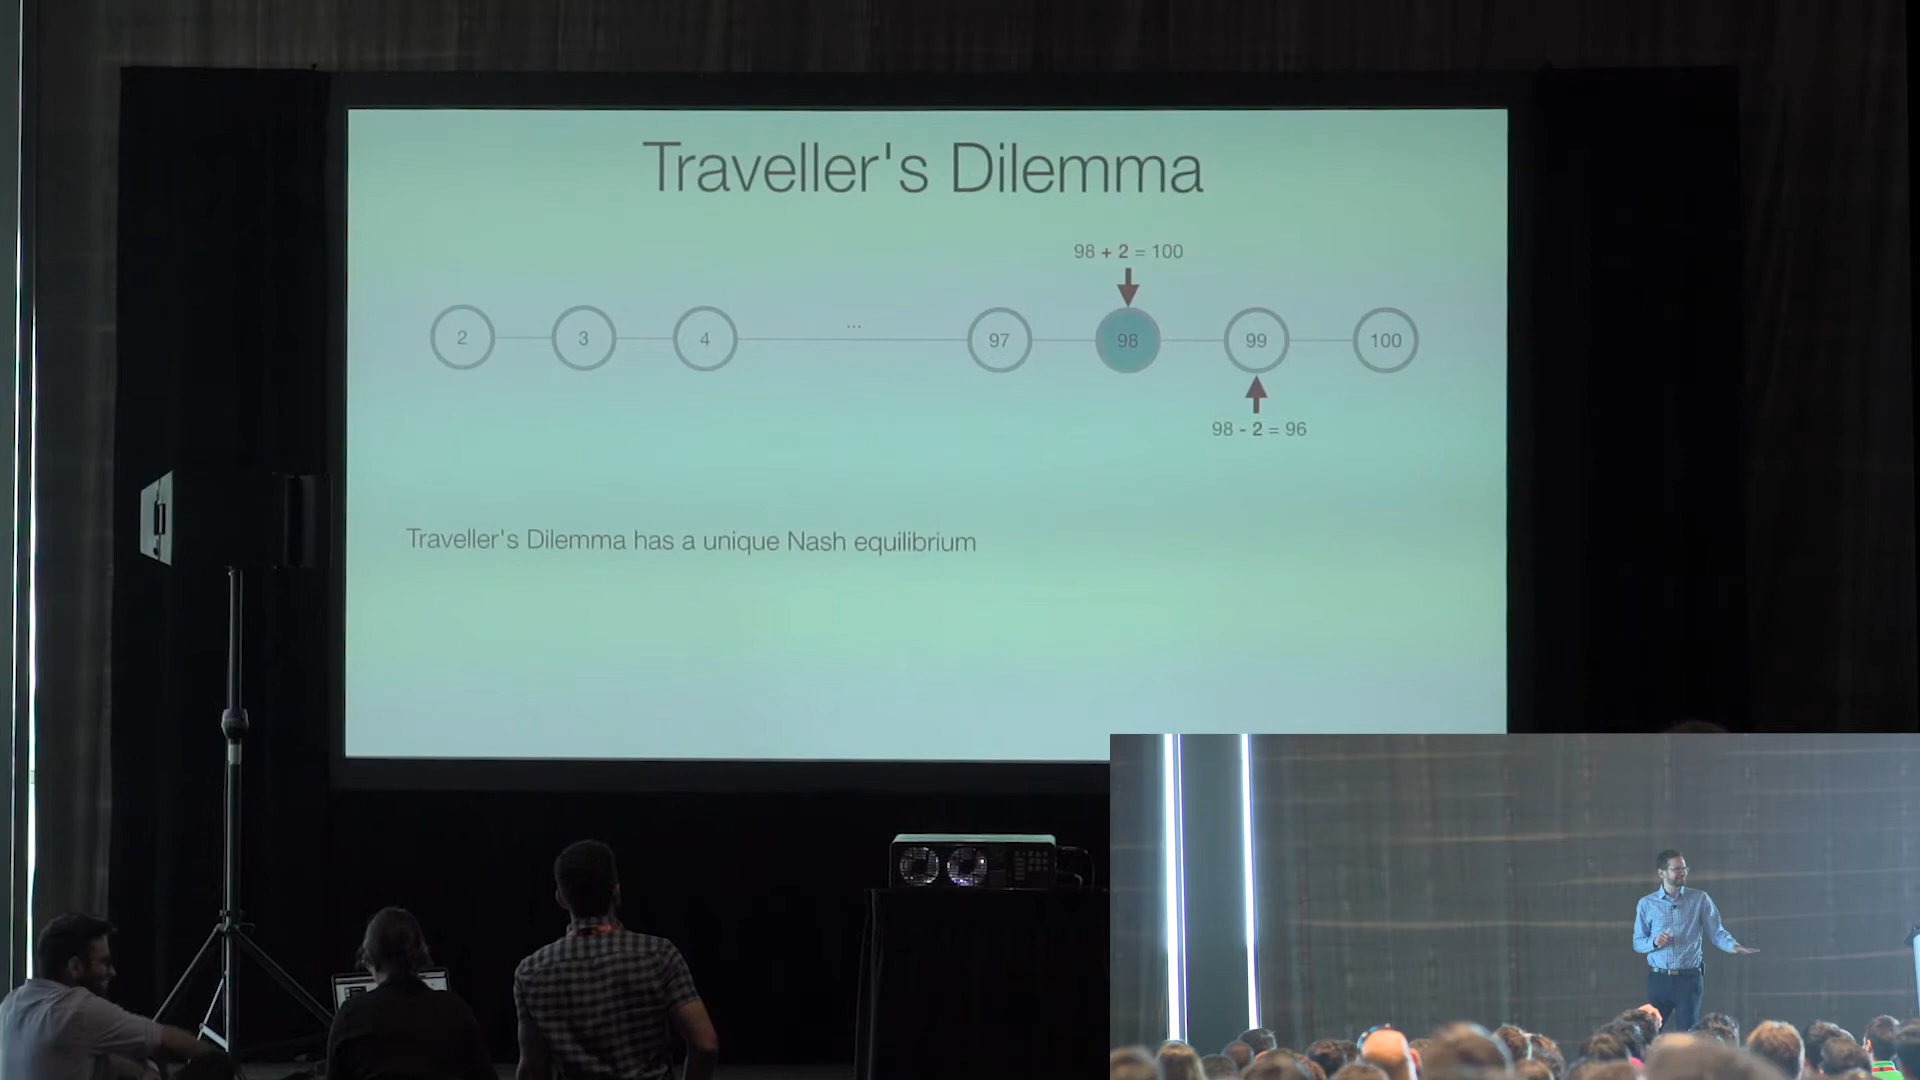 Traveller's Dilemma
98 + 2 = 100
2 3 4 ... 97 98 99 100
98 - 2 = 96
Traveller's Dilemma has a unique Nash equilibrium